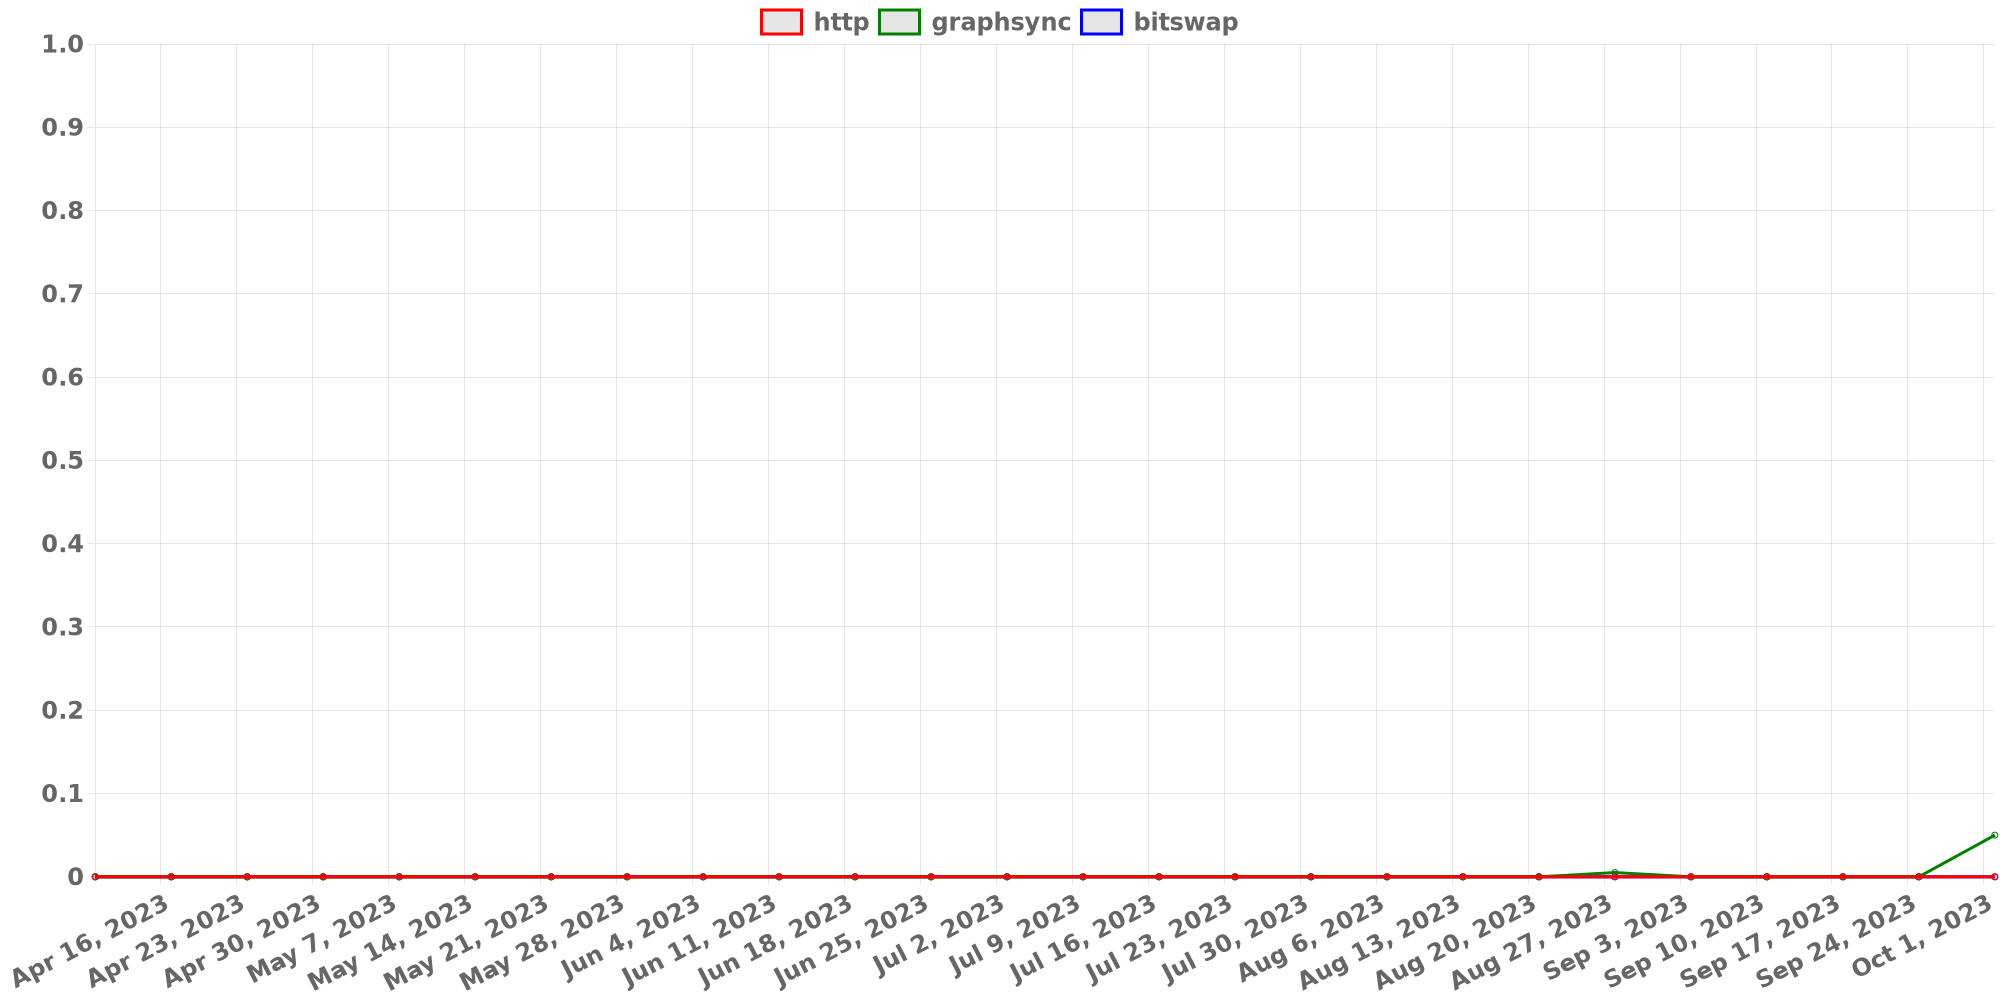 http graphsync bitswap
1.0
0.9
0.8
0.7
0.6
0.5
0.4
0.3
0.2
0.1
0
Apr 16, 2023
Apr 23, 2023
Apr 30, 2023
May 7, 2023
May 14, 2023
May 21, 2023
May 28, 2023
Jun 4, 2023
Jun 11, 2023
Jun 18, 2023
Jun 25, 2023
Jul 2, 2023
Jul 9, 2023
Jul 16, 2023
Jul 23, 2023
Jul 30, 2023
Aug 6, 2023
Aug 13, 2023
Aug 20, 2023
Aug 27, 2023
Sep 3, 2023
Sep 10, 2023
Sep 17, 2023
Sep 24, 2023
Oct 1, 2023